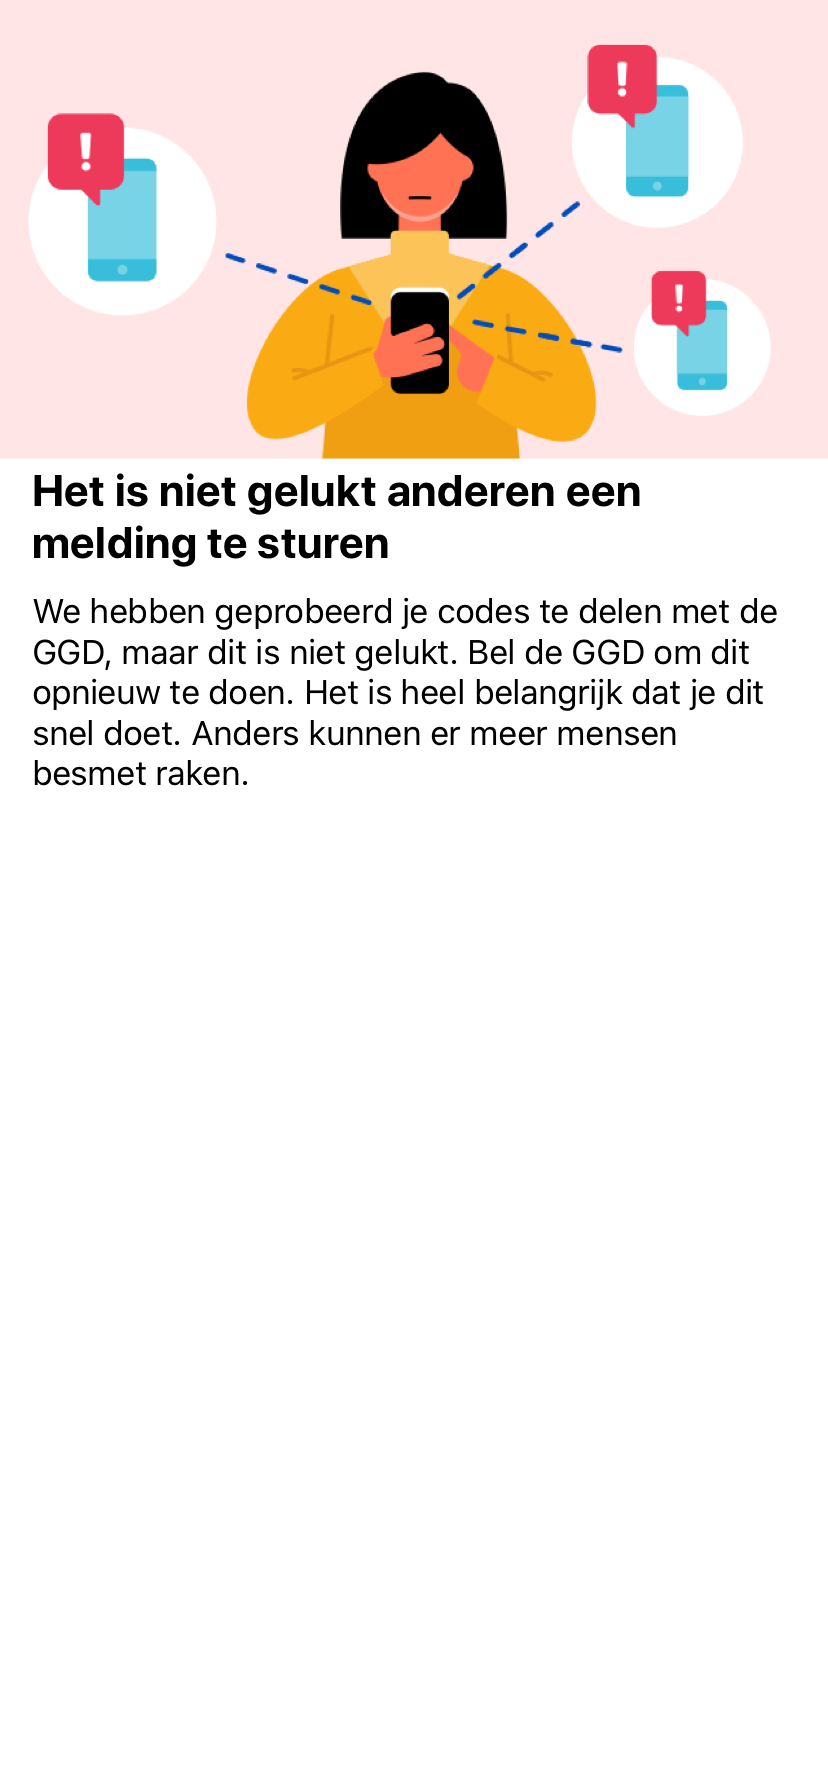 Het is niet gelukt anderen een
melding te sturen
We hebben geprobeerd je codes te delen met de
GGD, maar dit is niet gelukt. Bel de GGD om dit
opnieuw te doen. Het is heel belangrijk dat je dit
snel doet. Anders kunnen er meer mensen
besmet raken.